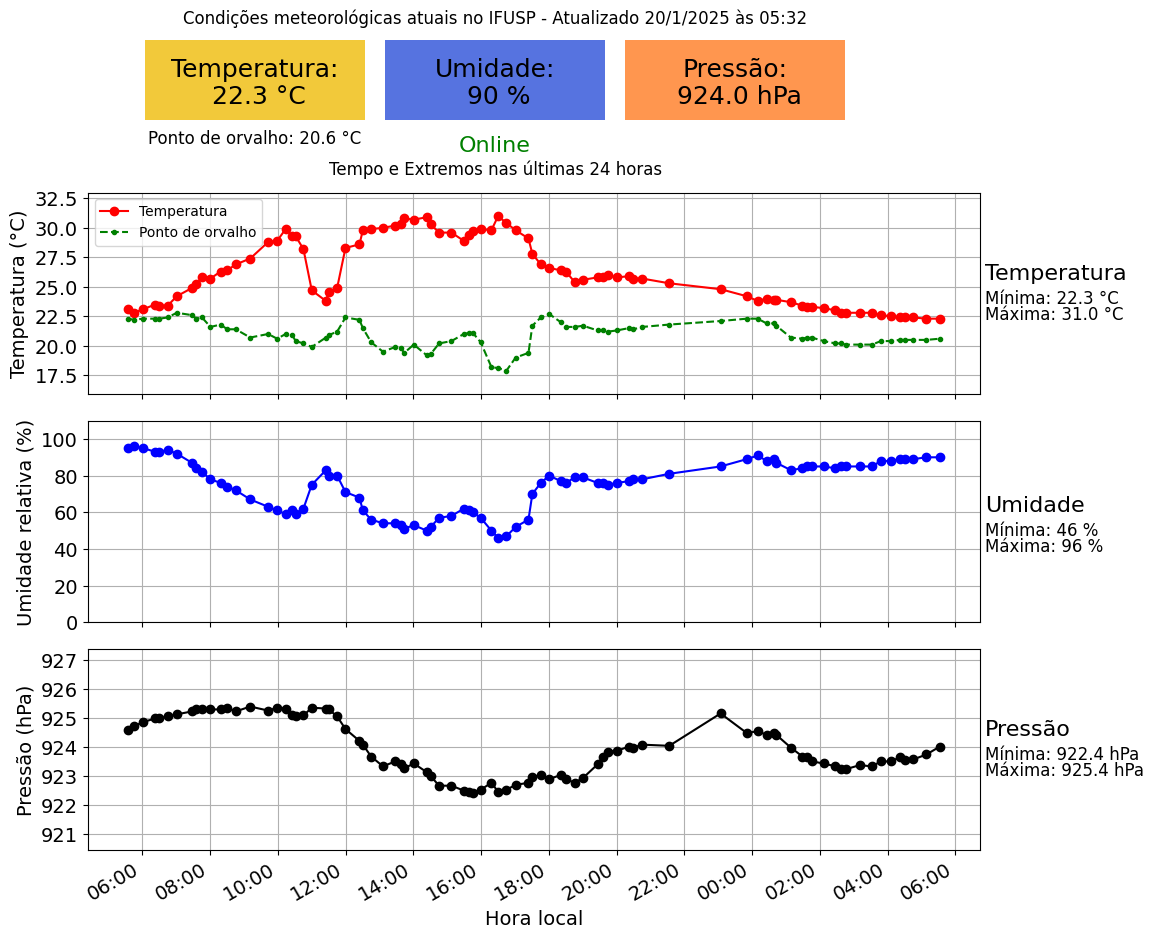 Condições meteorológicas atuais no IFUSP - Atualizado 20/1/2025 às 05:32
Temperatura:
22.3 °C
Umidade:
90 %
Pressão:
924.0 hPa
Ponto de orvalho: 20.6 °C
Online
Tempo e Extremos nas últimas 24 horas
Temperatura (°C)
32.5
30.0
27.5
25.0
22.5
20.0
17.5
Temperatura
Ponto de orvalho
Temperatura
Mínima: 22.3 °C
Máxima: 31.0 °C
Umidade relativa (%)
100
80
60
40
20
0
Umidade
Mínima: 46 %
Máxima: 96 %
Pressão (hPa)
927
926
925
924
923
922
921
Pressão
Mínima: 922.4 hPa
Máxima: 925.4 hPa
06:00 08:00 10:00 12:00 14:00 16:00 18:00 20:00 22:00 00:00 02:00 04:00 06:00
Hora local